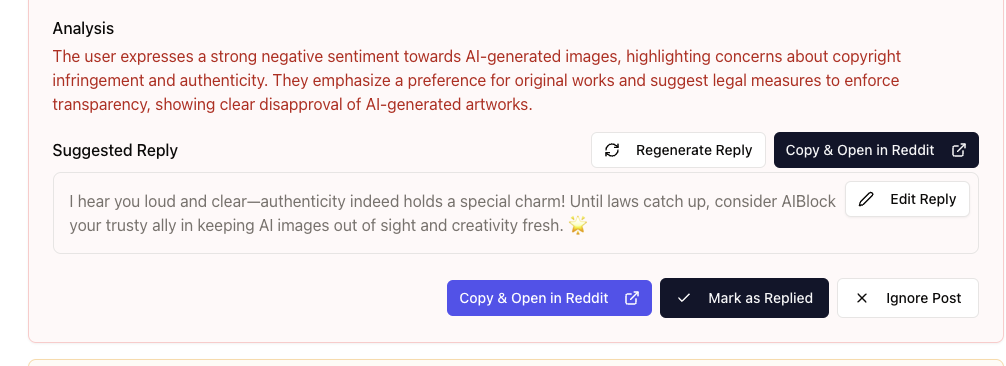 Analysis
The user expresses a strong negative sentiment towards AI-generated images, highlighting concerns about copyright
infringement and authenticity. They emphasize a preference for original works and suggest legal measures to enforce
transparency, showing clear disapproval of AI-generated artworks.
Suggested Reply
Regenerate Reply
Copy & Open in Reddit
I hear you loud and clear—authenticity indeed holds a special charm! Until laws catch up, consider AIBlock
your trusty ally in keeping AI images out of sight and creativity fresh. 🌟
Edit Reply
Copy & Open in Reddit
Mark as Replied
Ignore Post